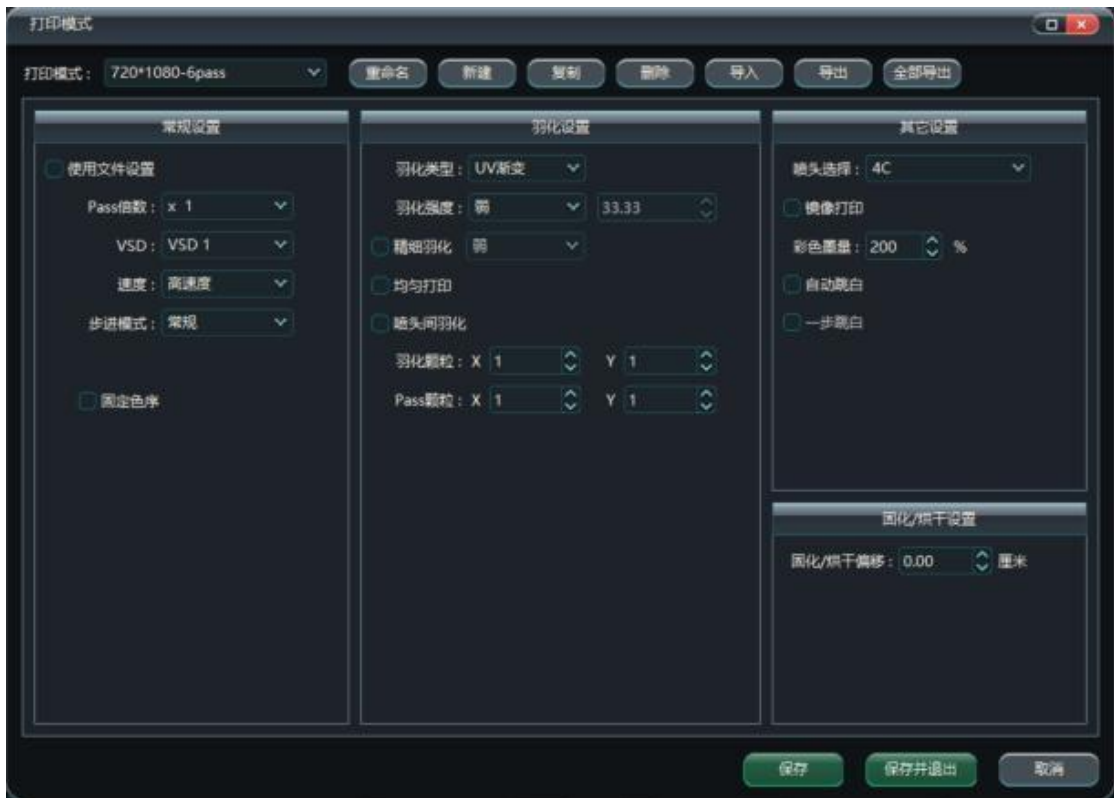 打印模式
打印模式： 720*1080-6pass 重命名 新建 复制 删除 导入 导出 全部导出
常规设置
使用文件设置
Pass倍数： x 1
VSD： VSD 1
速度： 高速度
步进模式： 常规
固定色序
羽化设置
羽化类型： UV渐变
羽化强度： 弱 33.33
精细羽化 弱
均匀打印
喷头间羽化
羽化颗粒： X 1 Y 1
Pass颗粒： X 1 Y 1
其它设置
喷头选择： 4C
镜像打印
彩色墨量： 200 %
自动跳白
一步跳白
固化/烘干设置
固化/烘干偏移： 0.00 厘米
保存 保存并退出 取消